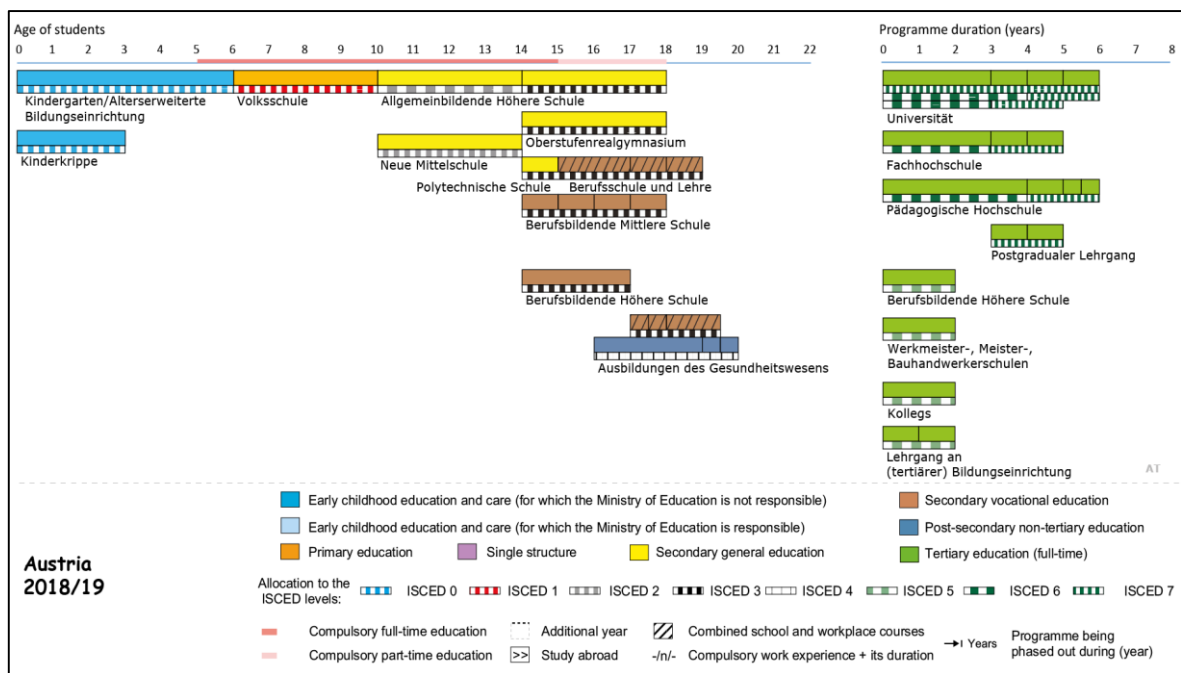 Age of students
Programme duration (years)
0 1 2 3 4 5 6 7 8 9 10 11 12 13 14 15 16 17 18 19 20 21 22
0 1 2 3 4 5 6 7 8
Kindergarten/Alterserweiterte
Bildungseinrichtung
Volksschule
Allgemeinbildende Höhere Schule
Universität
Oberstufenrealgymnasium
Kinderkrippe
Neue Mittelschule
Fachhochschule
Polytechnische Schule
Berufsschule und Lehre
Pädagogische Hochschule
Berufsbildende Mittlere Schule
Postgradualer Lehrgang
Berufsbildende Höhere Schule
Berufsbildende Höhere Schule
Ausbildungen des Gesundheitswesens
Werkmeister-, Meister-,
Bauhandwerkerschulen
Kollegs
Lehrgang an
(tertiärer) Bildungseinrichtung
AT
Early childhood education and care (for which the Ministry of Education is not responsible)
Secondary vocational education
Early childhood education and care (for which the Ministry of Education is responsible)
Post-secondary non-tertiary education
Primary education
Single structure
Secondary general education
Tertiary education (full-time)
Austria
2018/19
Allocation to the
ISCED levels:
ISCED 0
ISCED 1
ISCED 2
ISCED 3
ISCED 4
ISCED 5
ISCED 6
ISCED 7
Compulsory full-time education
Additional year
Combined school and workplace courses
Years
Programme being
phased out during (year)
Compulsory part-time education
>> Study abroad
-/n/- Compulsory work experience + its duration